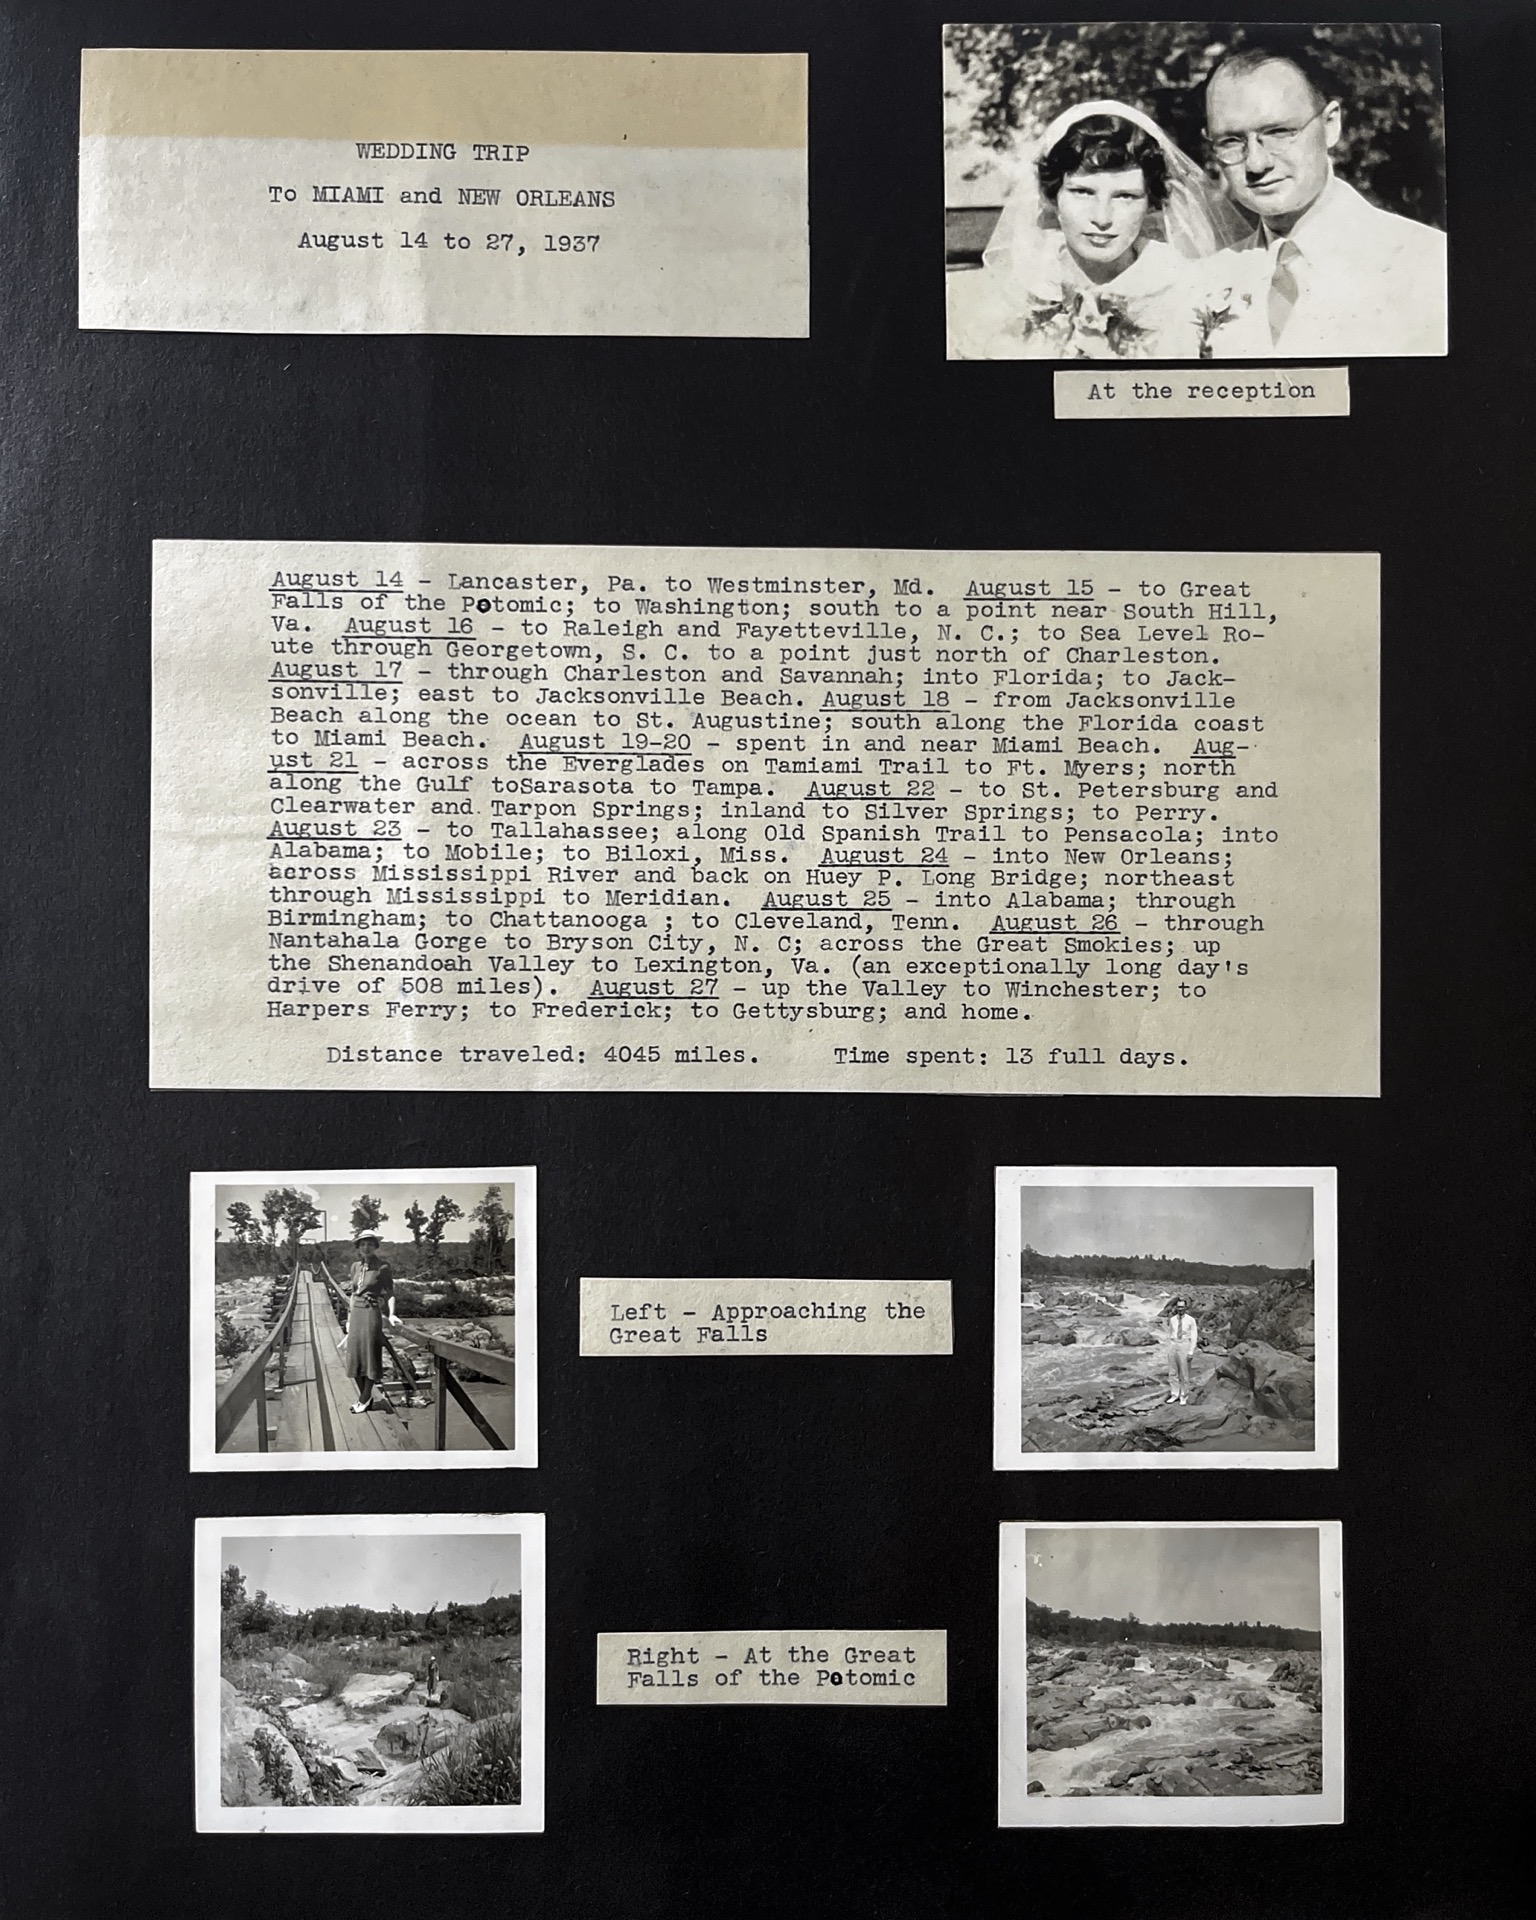 WEDDING TRIP
To MIAMI and NEW ORLEANS
August 14 to 27, 1937
At the reception
August 14 - Lancaster, Pa. to Westminster, Md. August 15 - to Great
Falls of the Potomic; to Washington; south to a point near South Hill,
Va. August 16 - to Raleigh and Fayetteville, N. C.; to Sea Level Ro-
ute through Georgetown, S. C. to a point just north of Charleston.
August 17 - through Charleston and Savannah; into Florida; to Jack-
sonville; east to Jacksonville Beach. August 18 - from Jacksonville
Beach along the ocean to St. Augustine; south along the Florida coast
to Miami Beach. August 19-20 - spent in and near Miami Beach. Aug-
ust 21 - across the Everglades on Tamiami Trail to Ft. Myers; north
along the Gulf toSarasota to Tampa. August 22 - to St. Petersburg and
Clearwater and Tarpon Springs; inland to Silver Springs; to Perry.
August 23 - to Tallahassee; along Old Spanish Trail to Pensacola; into
Alabama; to Mobile; to Biloxi, Miss. August 24 - into New Orleans;
across Mississippi River and back on Huey P. Long Bridge; northeast
through Mississippi to Meridian. August 25 - into Alabama; through
Birmingham; to Chattanooga ; to Cleveland, Tenn. August 26 - through
Nantahala Gorge to Bryson City, N. C; across the Great Smokies; up
the Shenandoah Valley to Lexington, Va. (an exceptionally long day's
drive of 508 miles). August 27 - up the Valley to Winchester; to
Harpers Ferry; to Frederick; to Gettysburg; and home.
Distance traveled: 4045 miles. Time spent: 13 full days.
Left - Approaching the
Great Falls
Right - At the Great
Falls of the Potomic